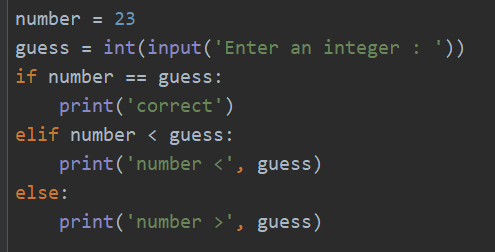 number = 23
guess = int(input('Enter an integer : '))
if number == guess:
    print('correct')
elif number < guess:
    print('number <', guess)
else:
    print('number >', guess)